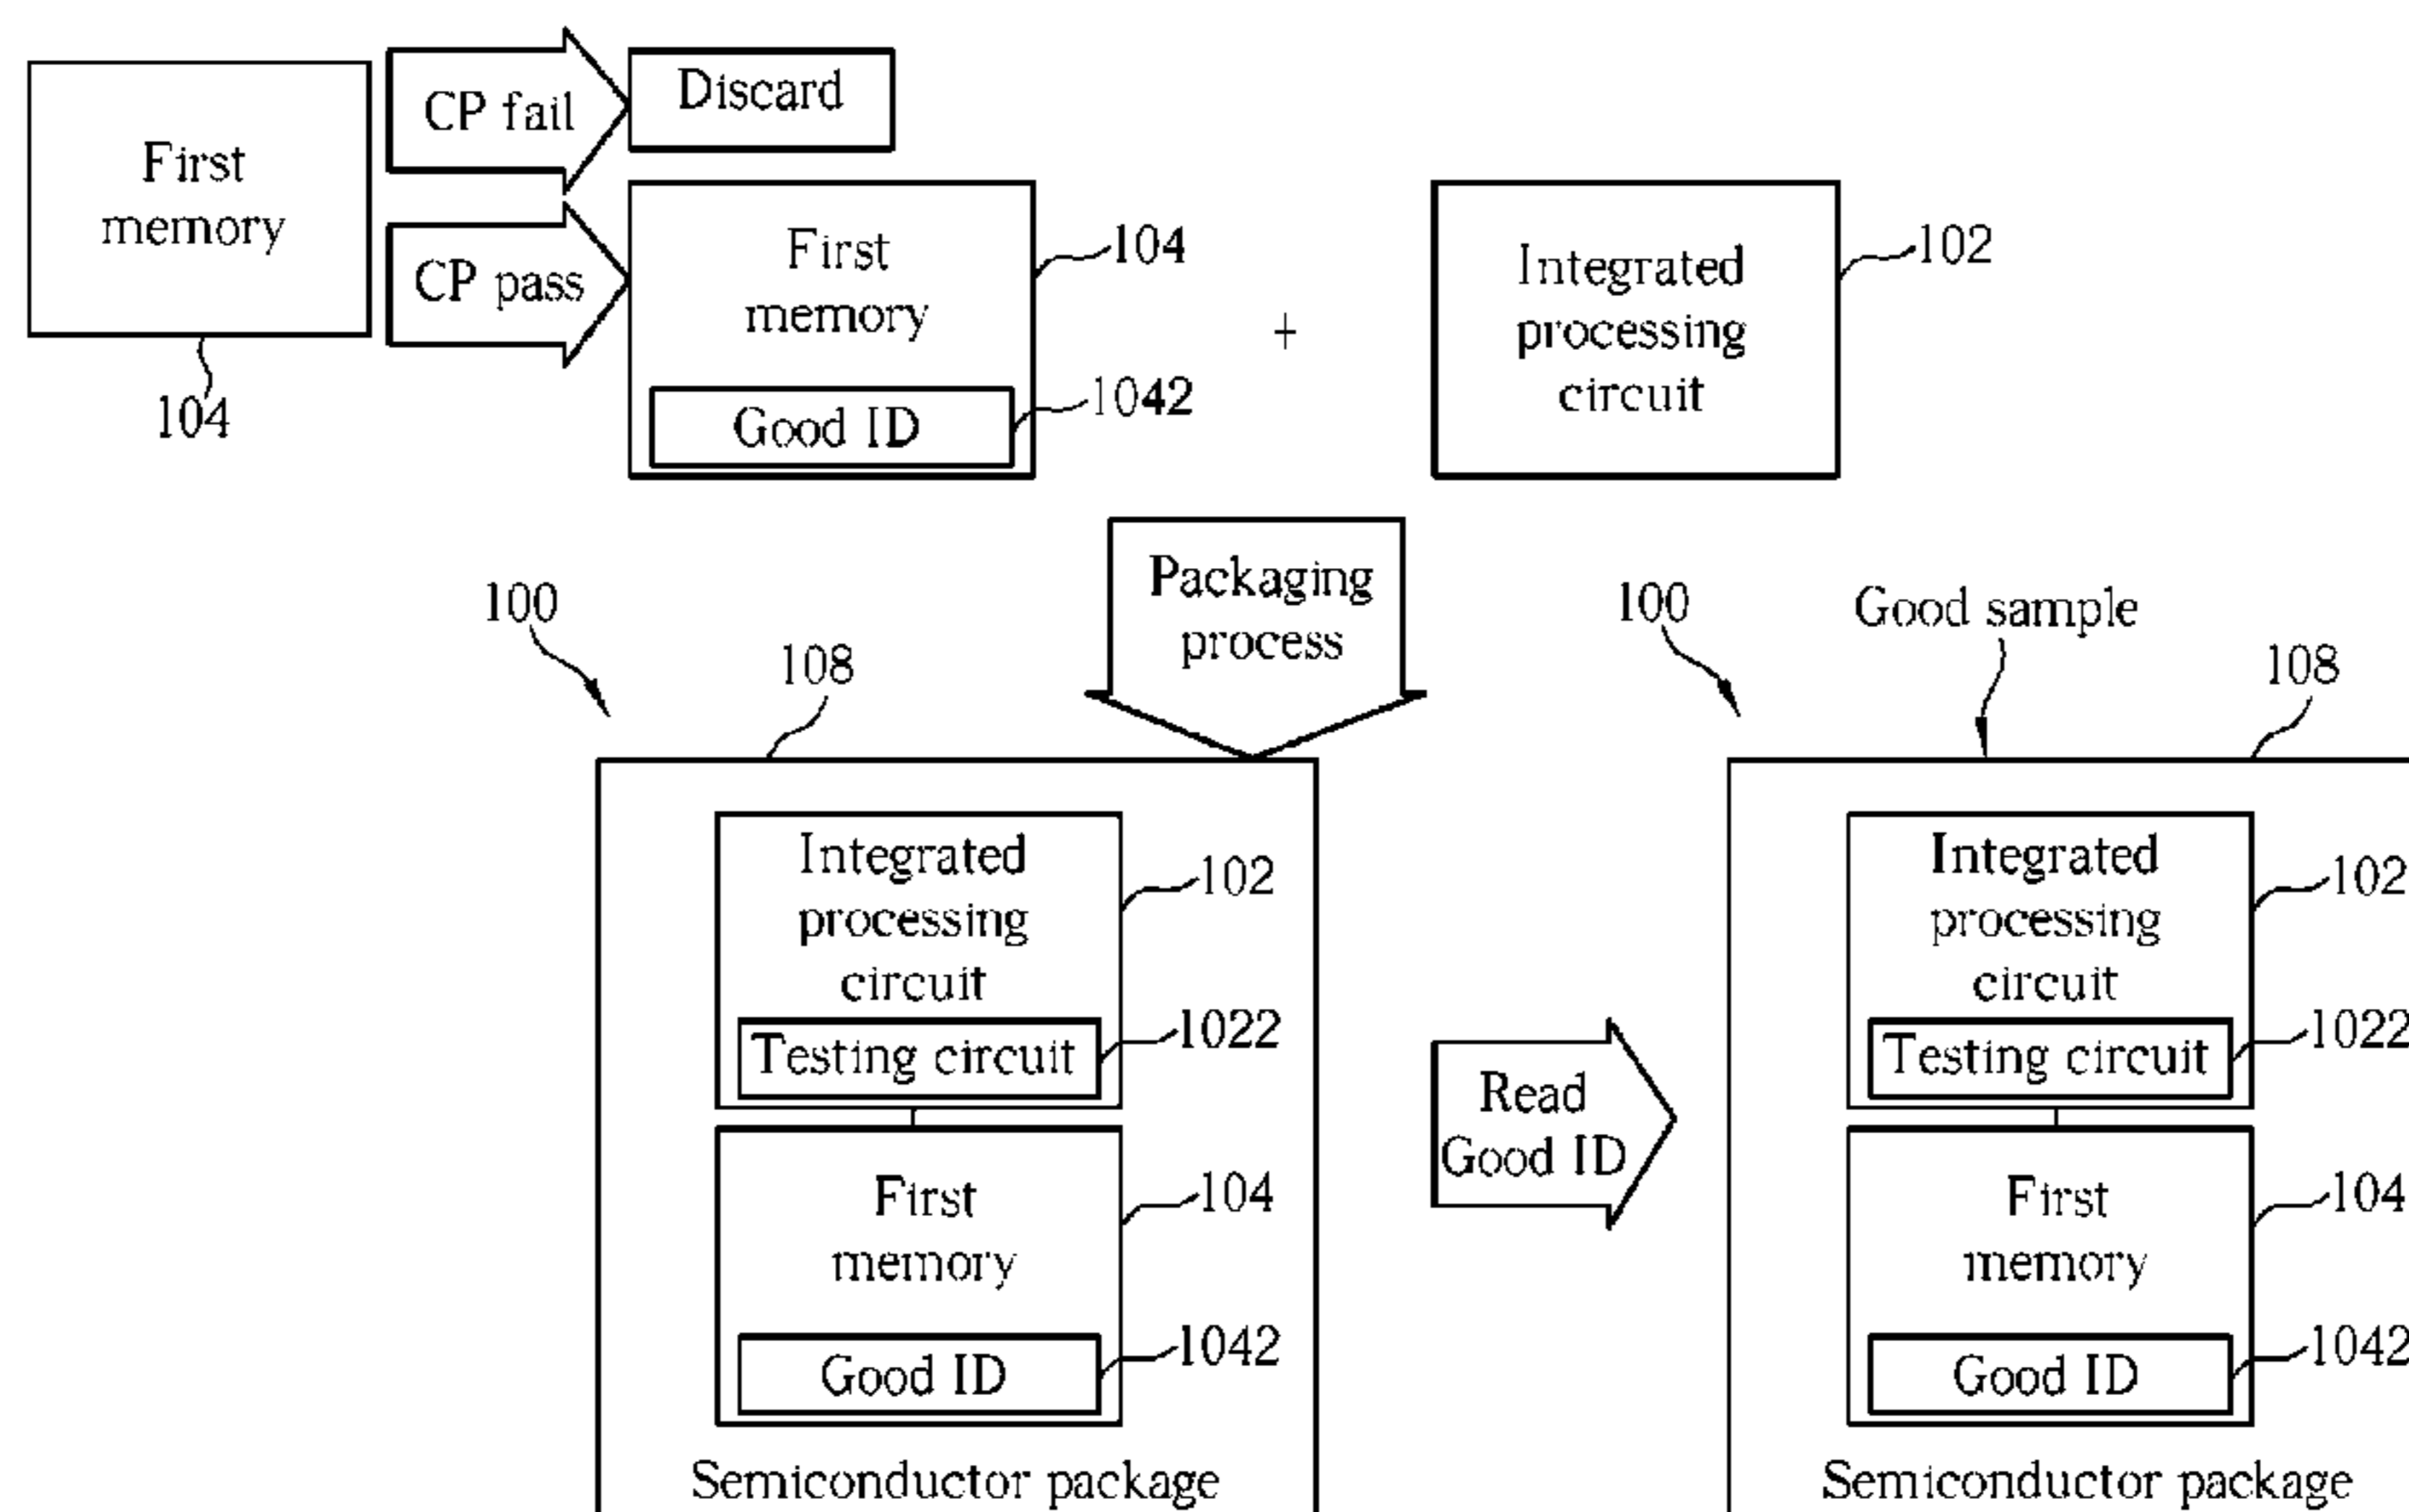 First
memory
104
CP fail
Discard
CP pass
First
memory
104
Good ID
1042
+
Integrated
processing
circuit
102
Packaging
process
100
108
Integrated
processing
circuit
102
Testing circuit
1022
First
memory
104
Good ID
1042
Semiconductor package
Read
Good ID
100
Good sample
108
Integrated
processing
circuit
102
Testing circuit
1022
First
memory
104
Good ID
1042
Semiconductor package